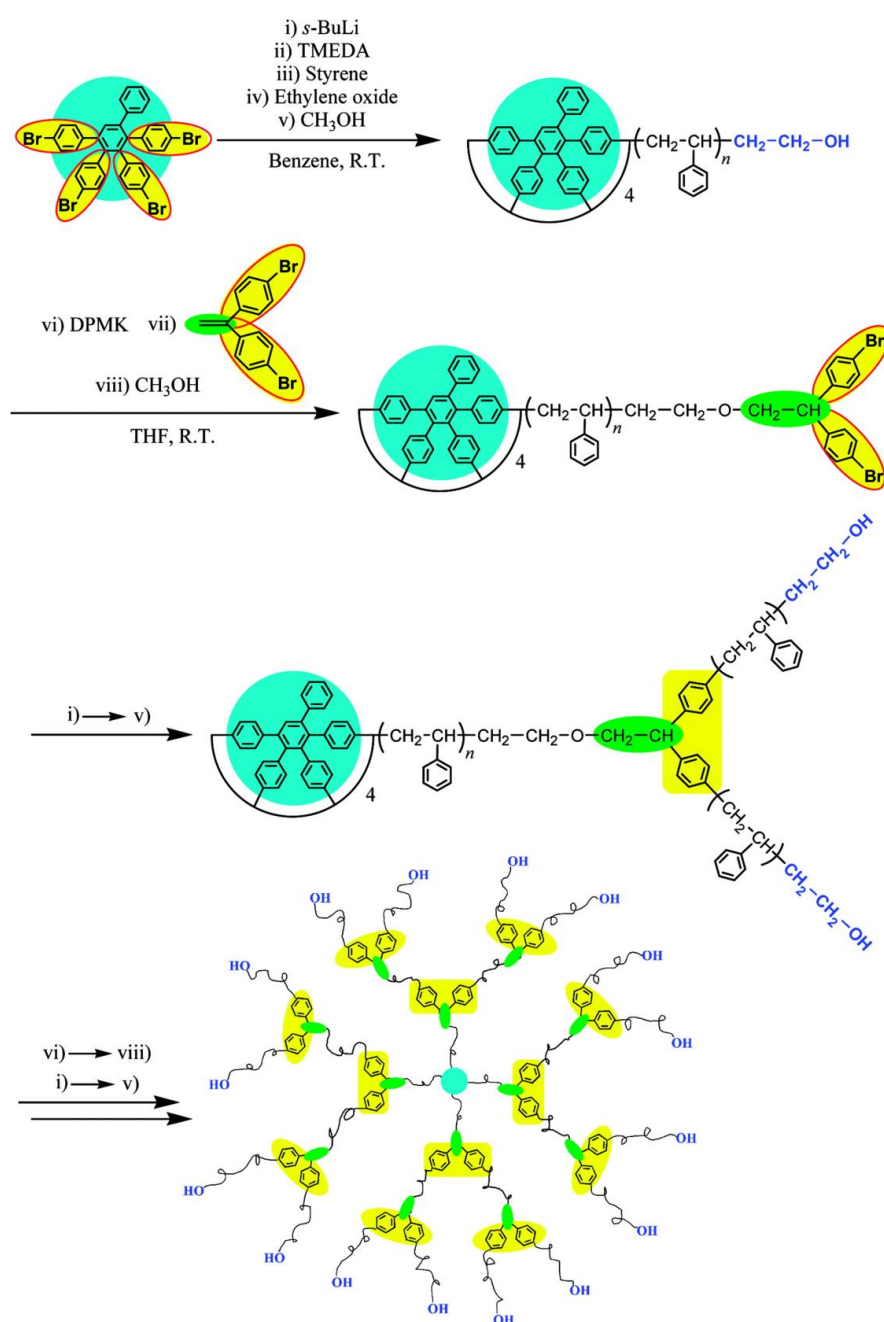 i) s-BuLi
ii) TMEDA
iii) Styrene
iv) Ethylene oxide
v) CH3OH
Benzene, R.T.
Br
Br
Br
Br
4
CH2-CH
n
CH2-CH2-OH
vi) DPMK vii)
Br
Br
viii) CH3OH
THF, R.T.
4
CH2-CH
n
CH2-CH2-O-CH2-CH
Br
Br
i)→v)
4
CH2-CH
n
CH2-CH2-O-CH2-CH
CH2-CH
CH2-CH2-OH
CH2-CH
CH2-CH2-OH
vi)→viii)
i)→v)
OH
OH
OH
OH
OH
HO
OH
HO
OH
HO
OH
HO
OH
OH
OH
OH